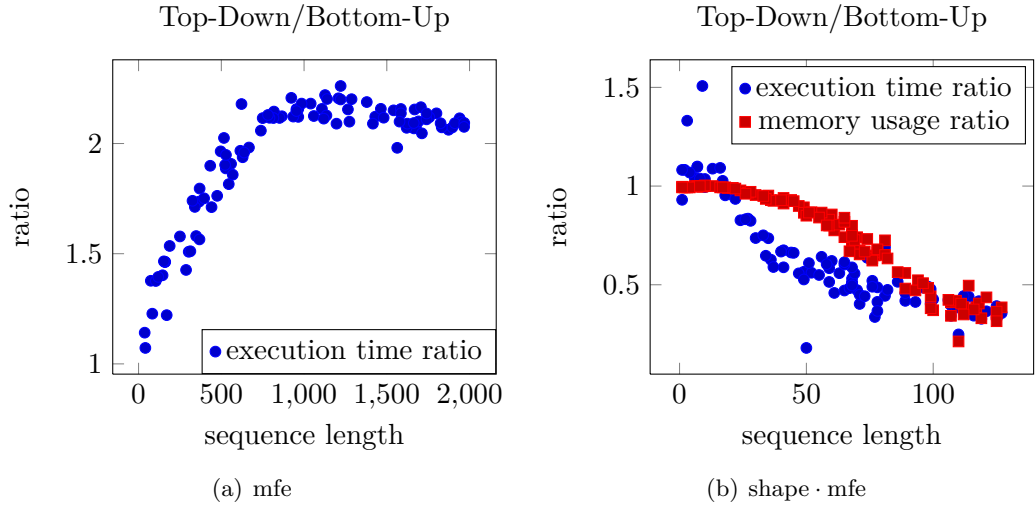 Top-Down/Bottom-Up
2
1.5
1
ratio
execution time ratio
0
500
1,000
1,500
2,000
sequence length
(a) mfe
Top-Down/Bottom-Up
1.5
1
0.5
ratio
execution time ratio
memory usage ratio
0
50
100
sequence length
(b) shape · mfe